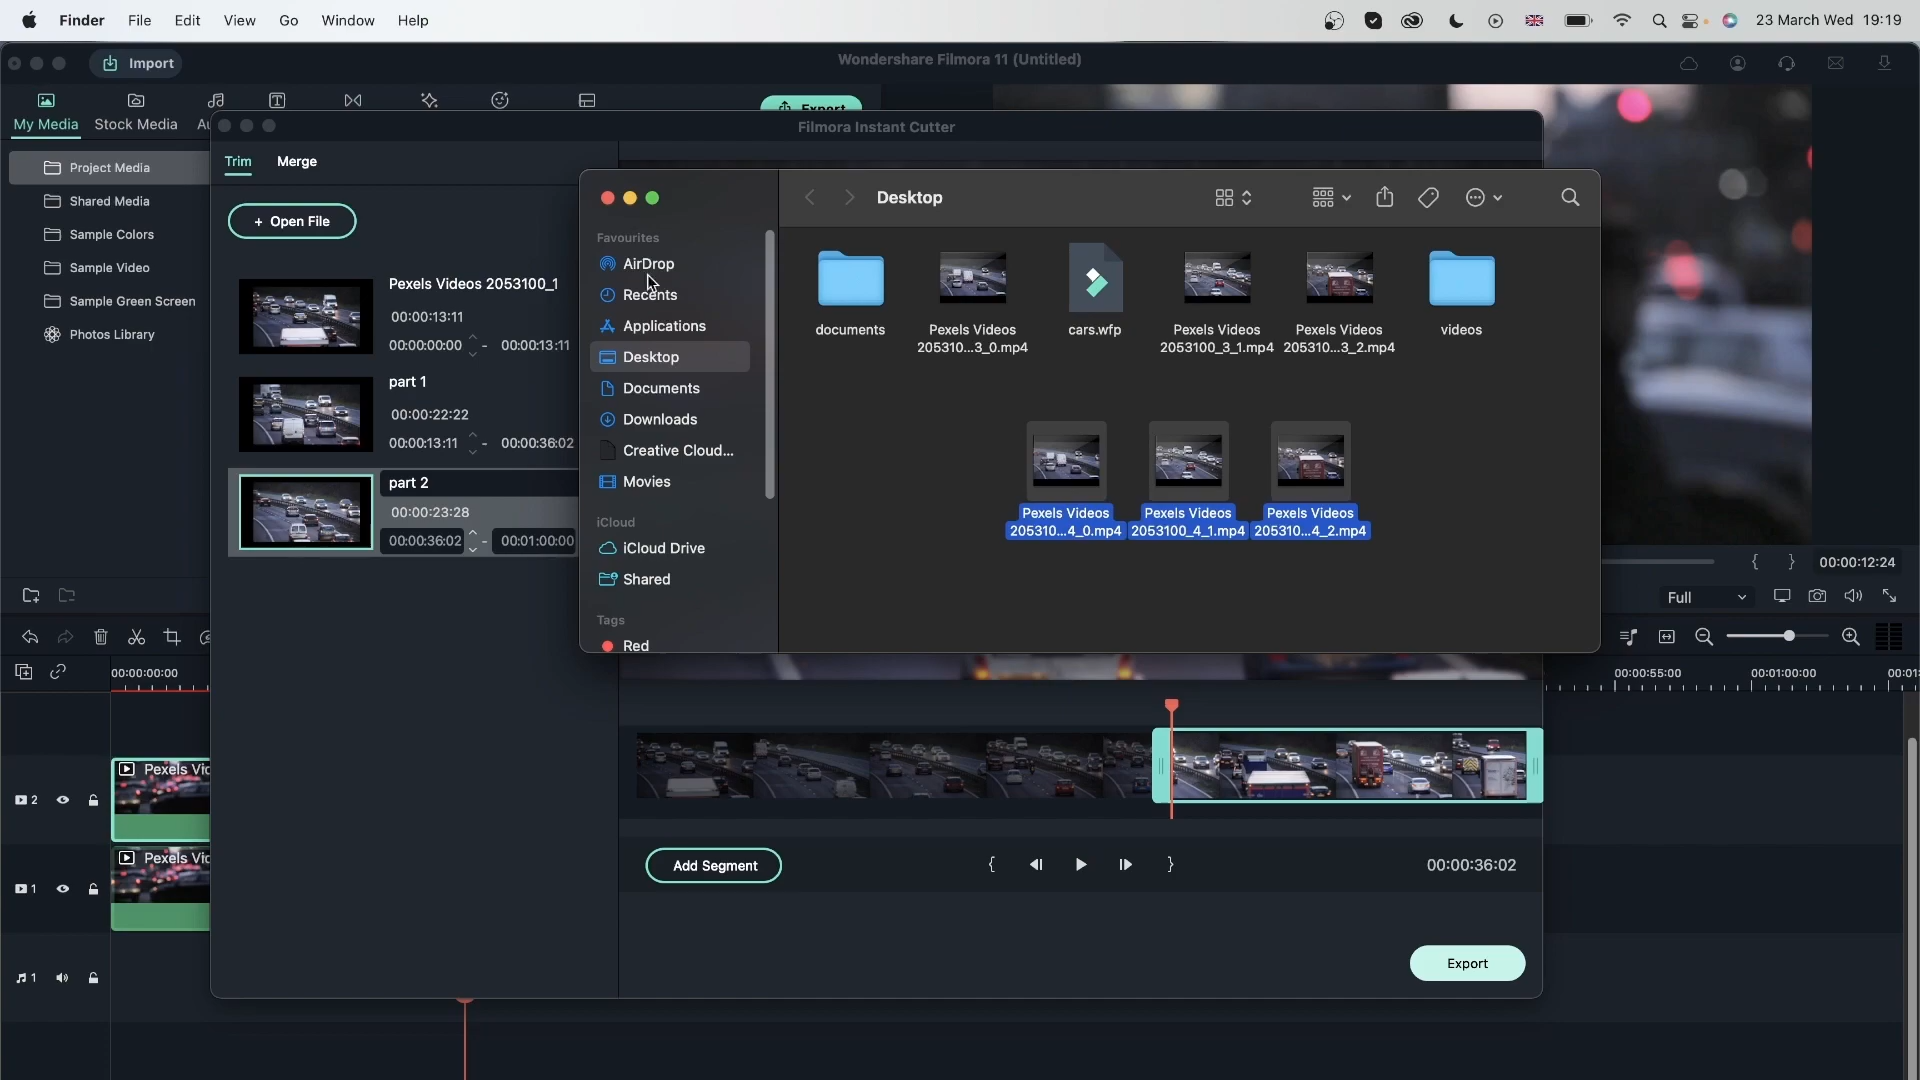 Finder File Edit View Go Window Help 23 March Wed 19:19
Import Wondershare Filmora 11 (Untitled)
Export
My Media Stock Media
Filmora Instant Cutter
Project Media
Shared Media
Sample Colors
Sample Video
Sample Green Screen
Photos Library
Trim Merge
+ Open File
Pexels Videos 2053100_1
00:00:13:11
00:00:00:00 - 00:00:13:11
part 1
00:00:22:22
00:00:13:11 - 00:00:36:02
part 2
00:00:23:28
00:00:36:02 - 00:01:00:00
Favourites
AirDrop
Recents
Applications
Desktop
Documents
Downloads
Creative Cloud...
Movies
iCloud
iCloud Drive
Shared
Tags
Red
Desktop
documents
Pexels Videos
205310...3_0.mp4
cars.wfp
Pexels Videos
2053100_3_1.mp4
Pexels Videos
205310...3_2.mp4
videos
Pexels Videos
205310...4_0.mp4
Pexels Videos
2053100_4_1.mp4
Pexels Videos
205310...4_2.mp4
00:00:12:24
Full
00:00:00:00
00:00:55:00 00:01:00:00
Pexels Vid
Pexels Vid
2
1
1
Add Segment { } 00:00:36:02
Export